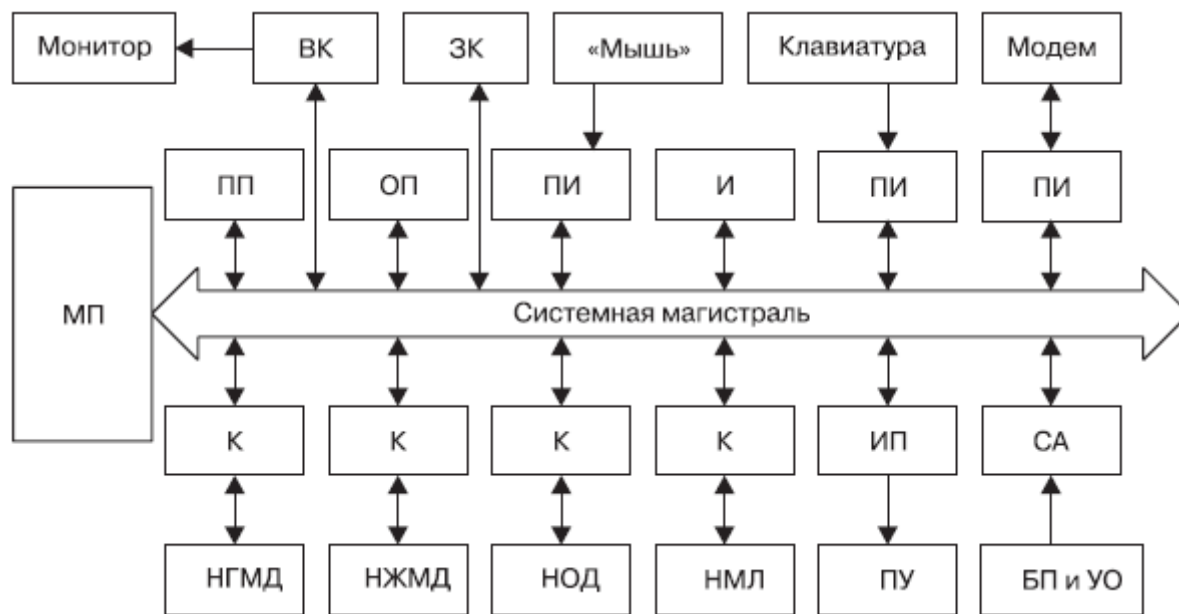 Монитор
ВК
ЗК
«Мышь»
Клавиатура
Модем
ПП
ОП
ПИ
И
ПИ
ПИ
МП
Системная магистраль
К
К
К
К
ИП
СА
НГМД
НЖМД
НОД
НМЛ
ПУ
БП и УО